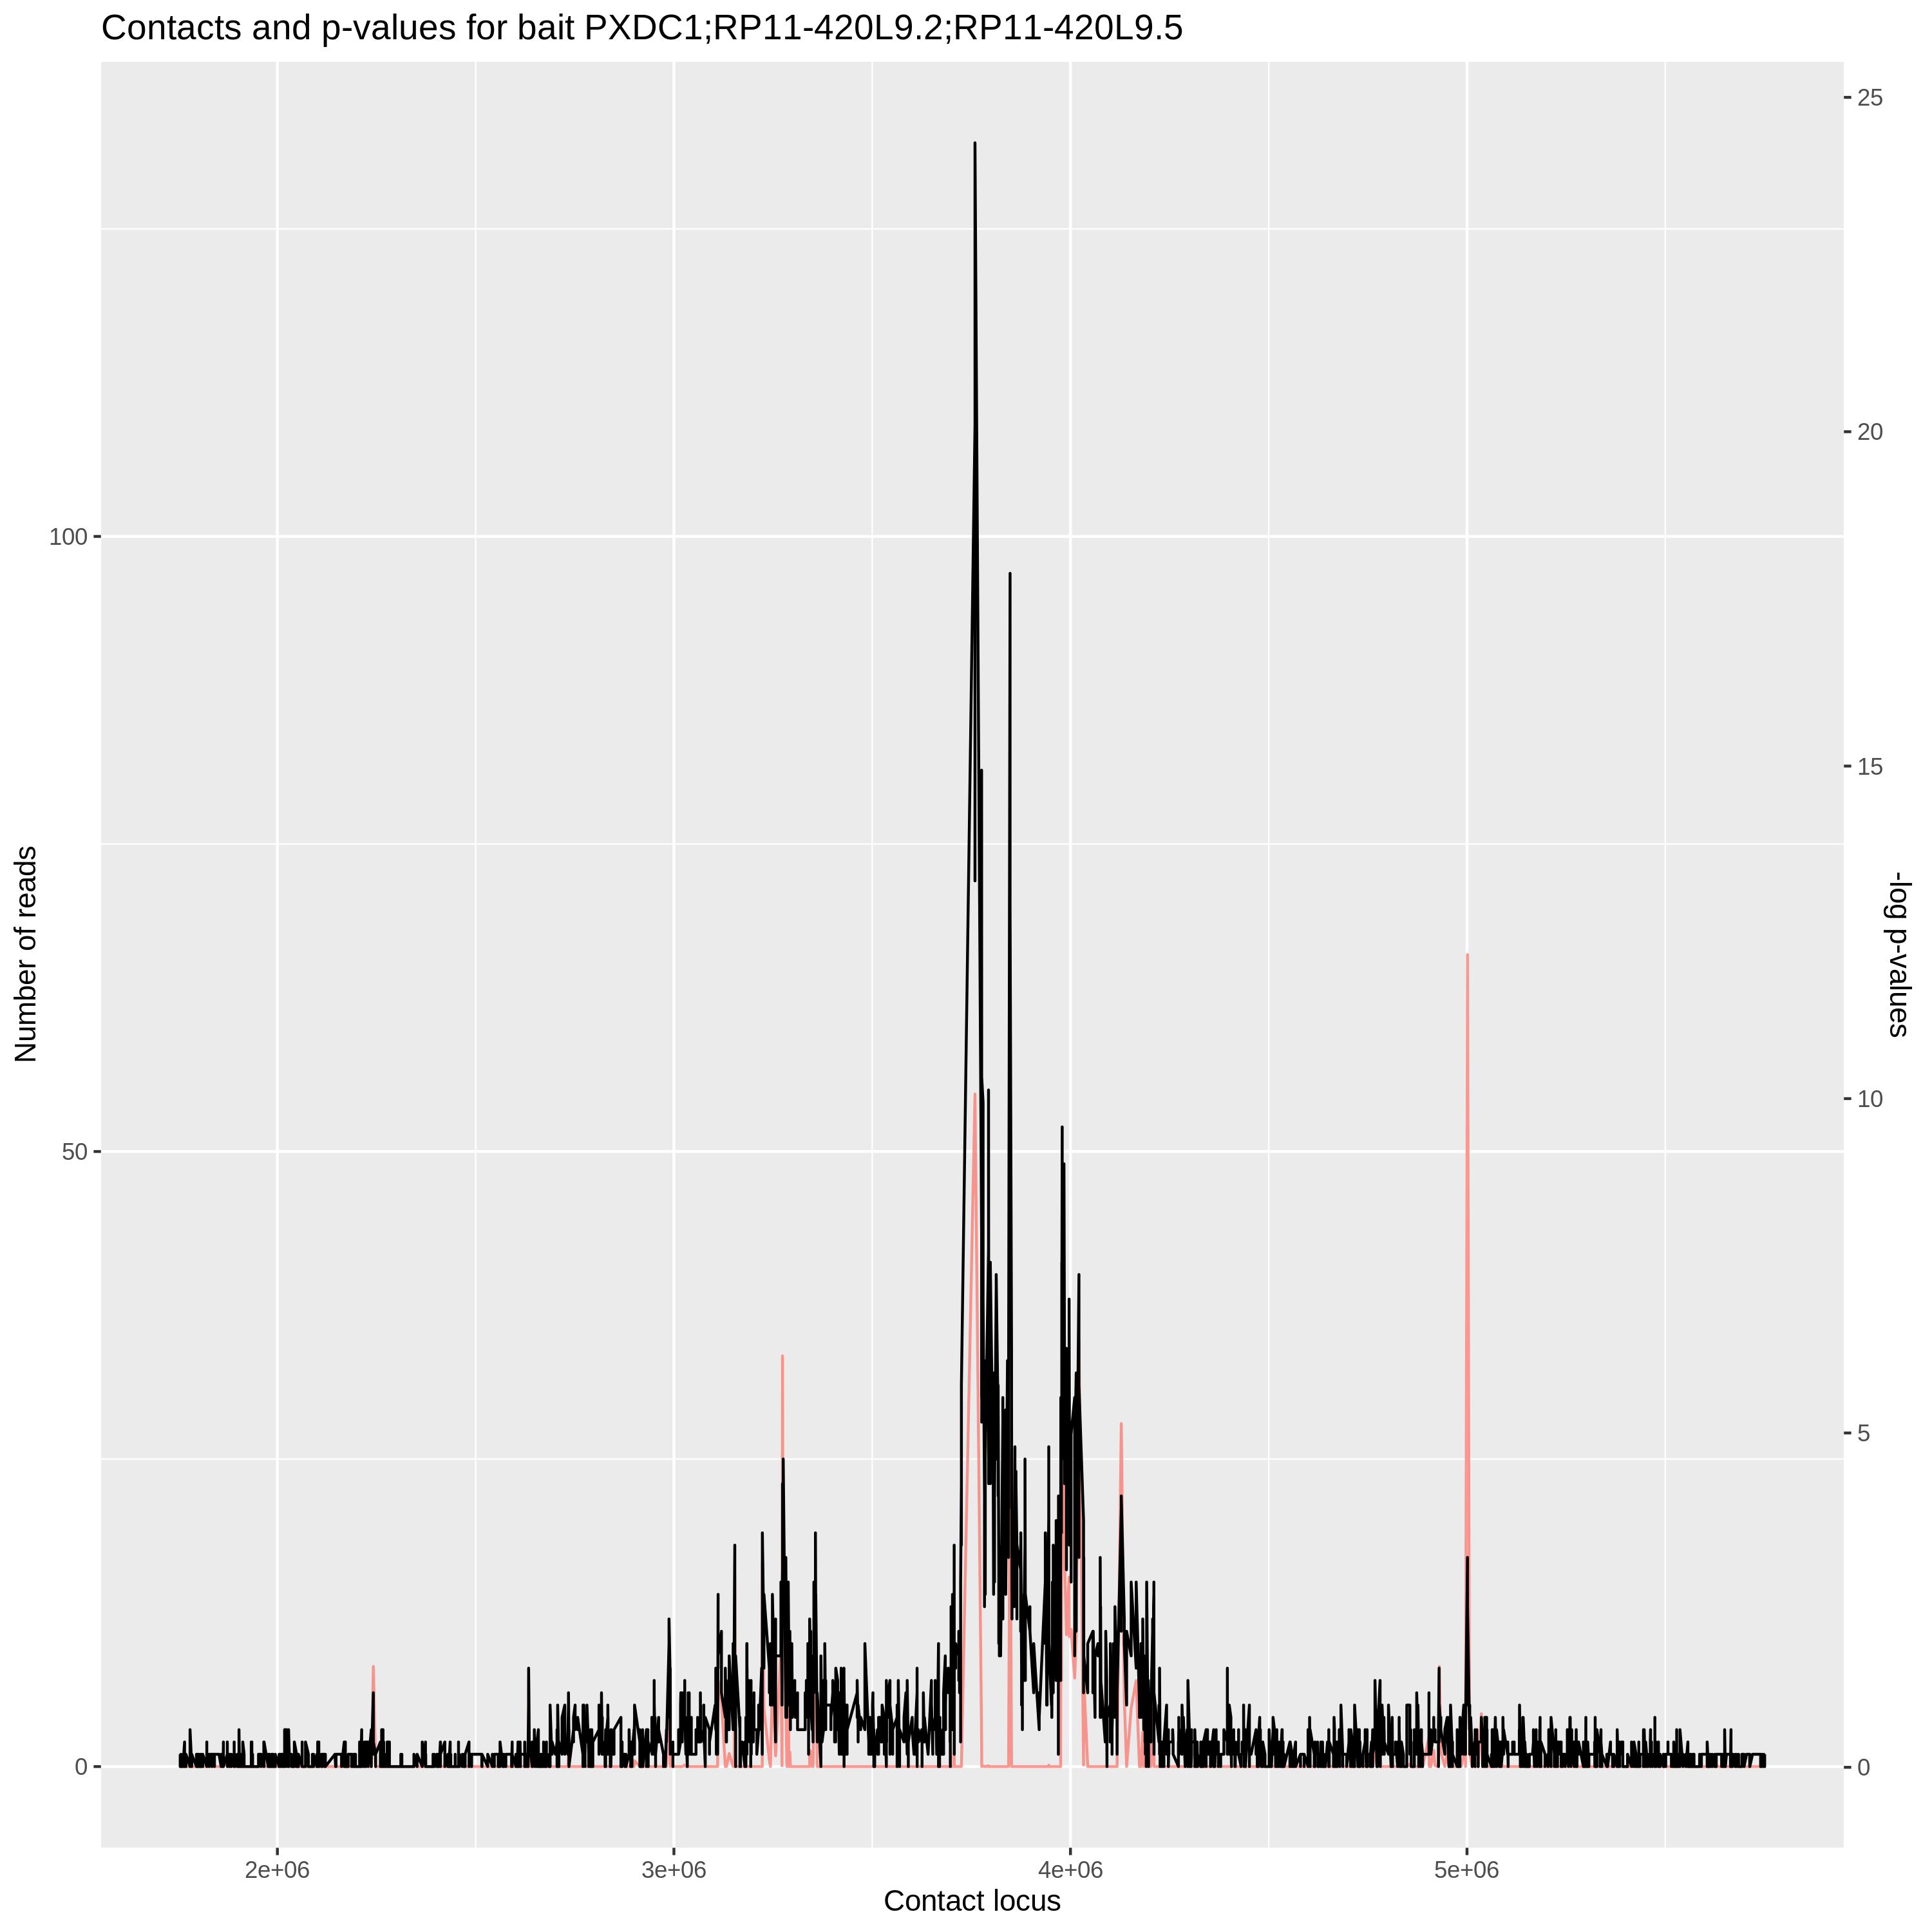 Contacts and p-values for bait PXDC1;RP11-420L9.2;RP11-420L9.5
25
20
100
15
Number of reads
-log p-values
10
50
5
0
0
2e+06
3e+06
4e+06
5e+06
Contact locus